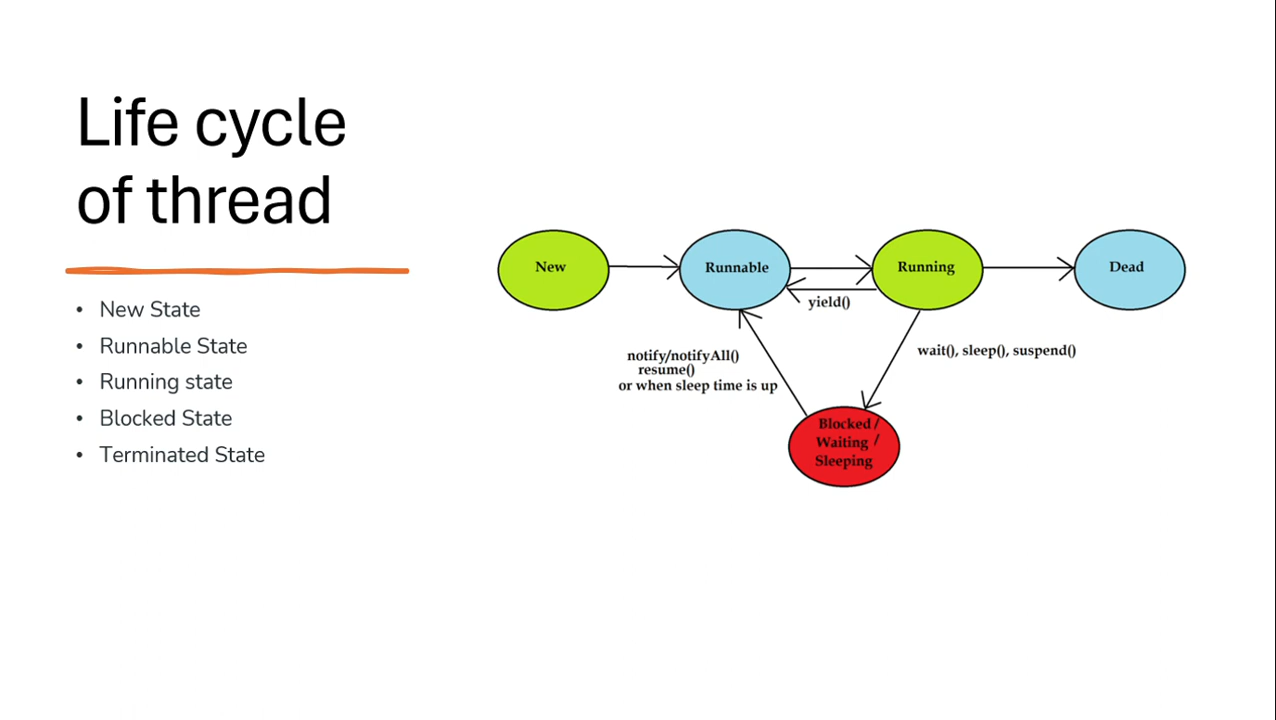 Life cycle
of thread
• New State
• Runnable State
• Running state
• Blocked State
• Terminated State
New
Runnable
Running
Dead
yield()
notify/notifyAll()
resume()
or when sleep time is up
wait(), sleep(), suspend()
Blocked /
Waiting /
Sleeping